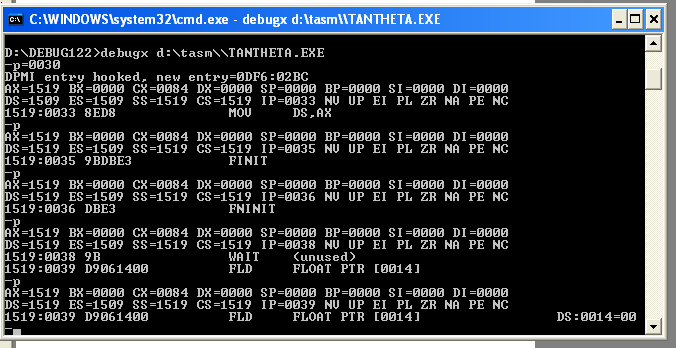 C:\WINDOWS\system32\cmd.exe - debugx d:\tasm\\TANTHETA.EXE
D:\DEBUG122>debugx d:\tasm\\TANTHETA.EXE
-p=0030
DPMI entry hooked, new entry=0DF6:02BC
AX=1519 BX=0000 CX=0084 DX=0000 SP=0000 BP=0000 SI=0000 DI=0000
DS=1509 ES=1509 SS=1519 CS=1519 IP=0033 NV UP EI PL ZR NA PE NC
1519:0033 8ED8 MOV DS,AX
-p
AX=1519 BX=0000 CX=0084 DX=0000 SP=0000 BP=0000 SI=0000 DI=0000
DS=1519 ES=1509 SS=1519 CS=1519 IP=0035 NV UP EI PL ZR NA PE NC
1519:0035 9BDBE3 FINIT
-p
AX=1519 BX=0000 CX=0084 DX=0000 SP=0000 BP=0000 SI=0000 DI=0000
DS=1519 ES=1509 SS=1519 CS=1519 IP=0036 NV UP EI PL ZR NA PE NC
1519:0036 DBE3 FNINIT
-p
AX=1519 BX=0000 CX=0084 DX=0000 SP=0000 BP=0000 SI=0000 DI=0000
DS=1519 ES=1509 SS=1519 CS=1519 IP=0038 NV UP EI PL ZR NA PE NC
1519:0038 9B WAIT (unused)
1519:0039 D9061400 FLD FLOAT PTR [0014]
-p
AX=1519 BX=0000 CX=0084 DX=0000 SP=0000 BP=0000 SI=0000 DI=0000
DS=1519 ES=1509 SS=1519 CS=1519 IP=0039 NV UP EI PL ZR NA PE NC
1519:0039 D9061400 FLD FLOAT PTR [0014] DS:0014=00
-